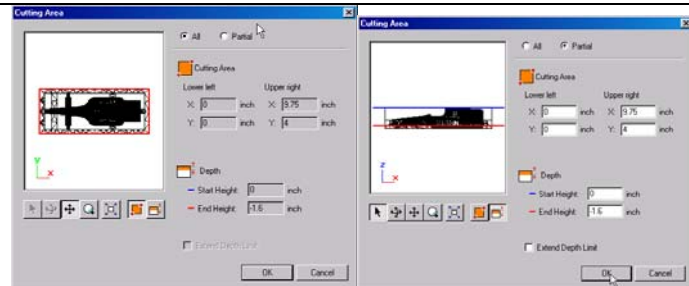 Cutting Area
All Partial
Cutting Area
Lower left Upper right
X: 0 inch X: 9.75 inch
Y: 0 inch Y: 4 inch
Depth
Start Height: 0 inch
End Height: -1.6 inch
Extend Depth Limit
OK Cancel
Y
X
Cutting Area
All Partial
Cutting Area
Lower left Upper right
X: 0 inch X: 9.75 inch
Y: 0 inch Y: 4 inch
Depth
Start Height: 0 inch
End Height: -1.6 inch
Extend Depth Limit
OK Cancel
Z
X